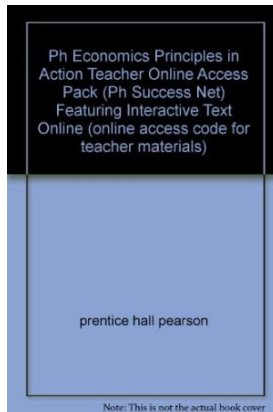 Ph Economics Principles in
Action Teacher Online Access
Pack (Ph Success Net)
Featuring Interactive Text
Online (online access code for
teacher materials)
prentice hall pearson
Note: This is not the actual book cover